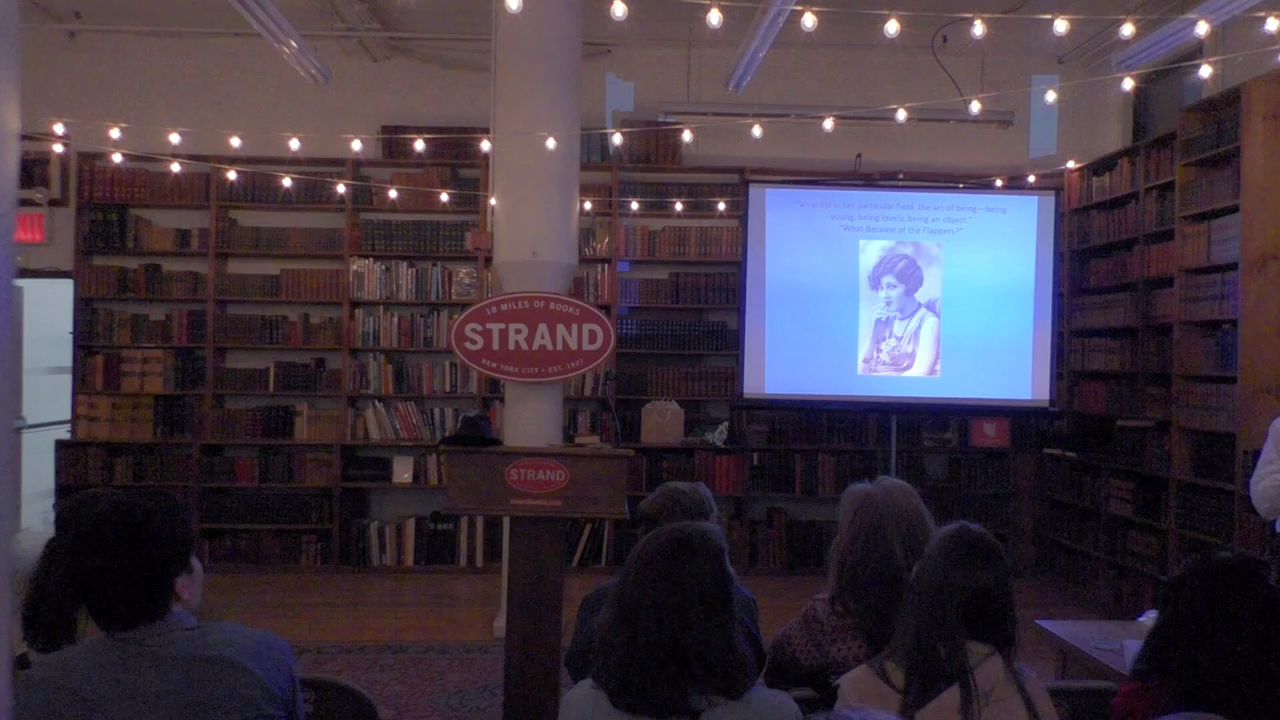 "an artist in her particular field, the art of being—being
young, being lovely, being an object."
"What Became of the Flappers?"
18 MILES OF BOOKS
STRAND
NEW YORK CITY • EST. 1927
STRAND